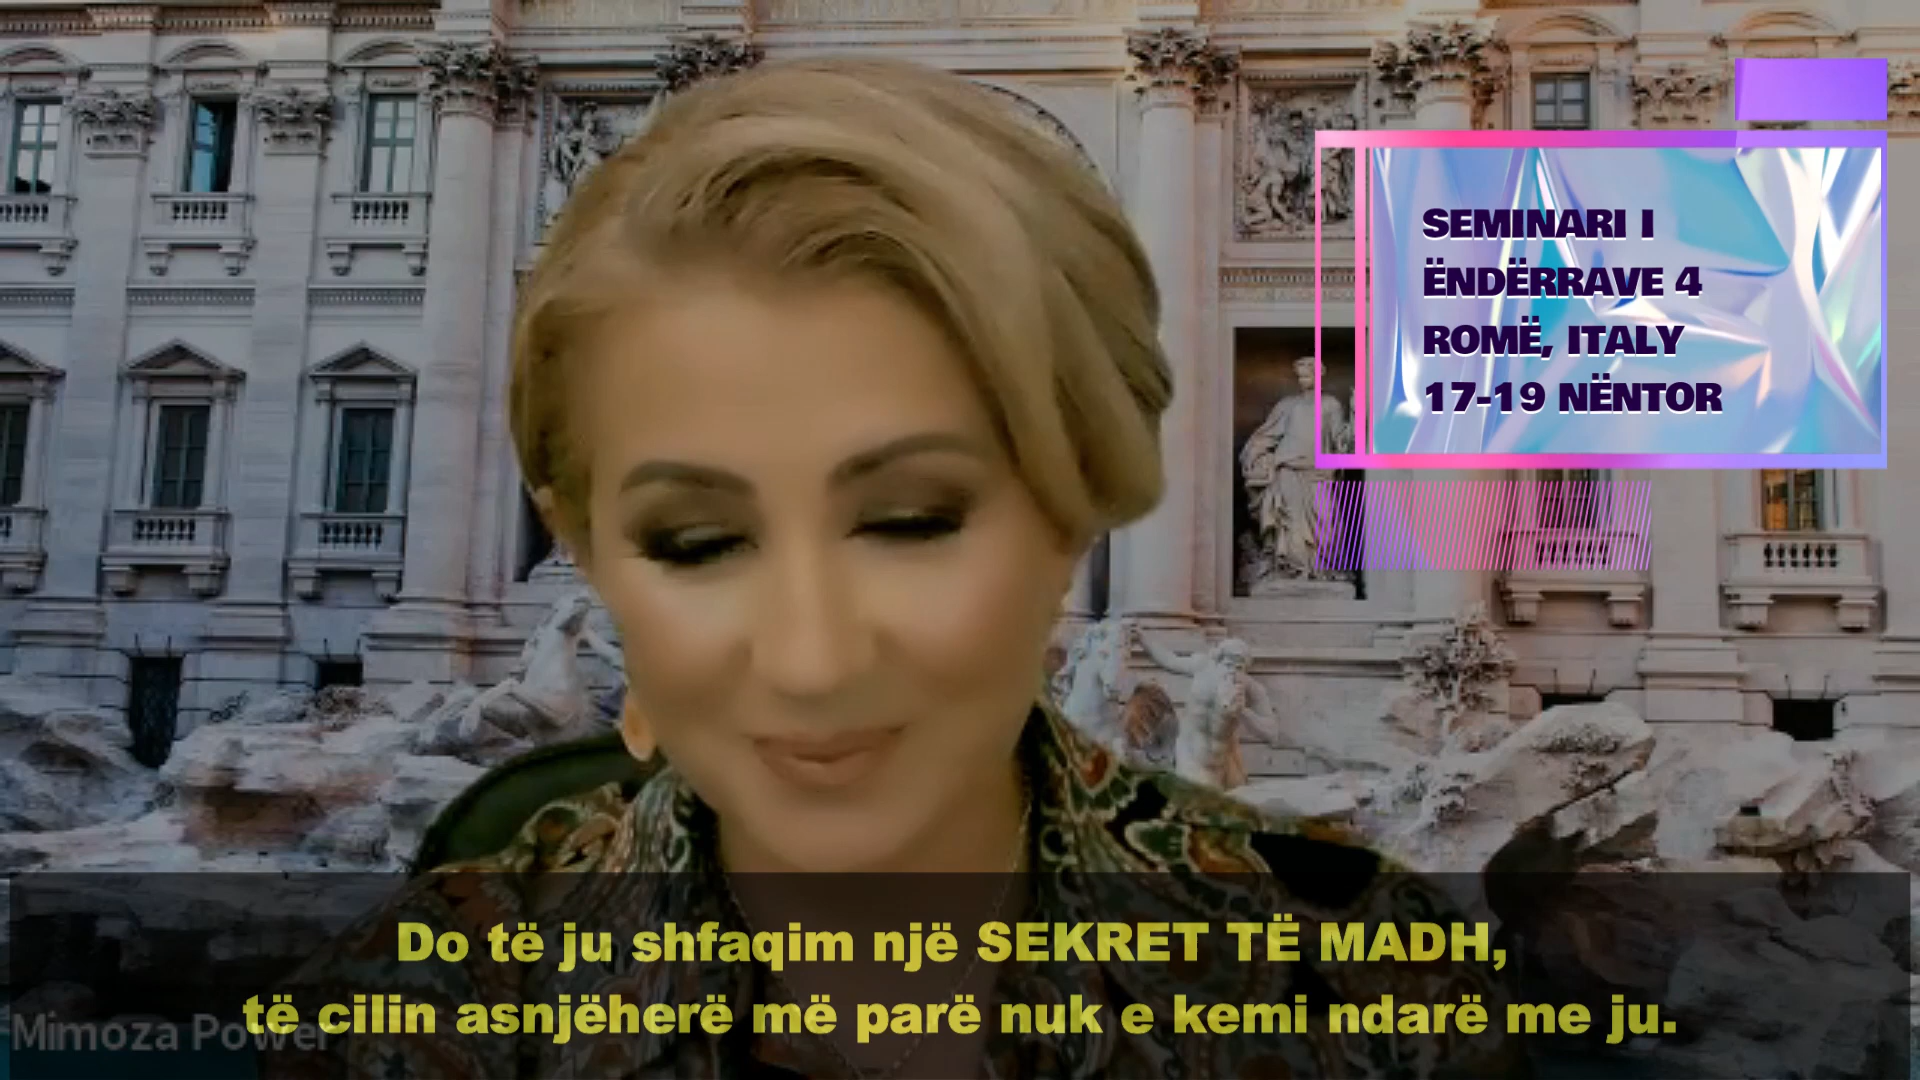 SEMINARI I
ËNDËRRAVE 4
ROMË, ITALY
17-19 NËNTOR
Do të ju shfaqim një SEKRET TË MADH,
të cilin asnjëherë më parë nuk e kemi ndarë me ju.
Mimoza Power